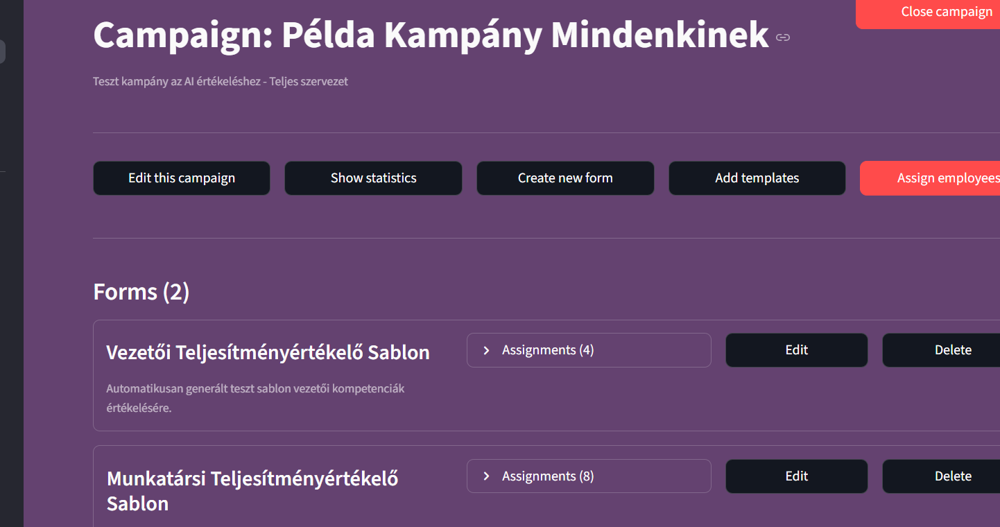 Close campaign
Campaign: Példa Kampány Mindenkinek
Teszt kampány az AI értékeléshez - Teljes szervezet
Edit this campaign
Show statistics
Create new form
Add templates
Assign employees
Forms (2)
Vezetői Teljesítményértékelő Sablon
Assignments (4)
Edit
Delete
Automatikusan generált teszt sablon vezetői kompetenciák
értékelésére.
Munkatársi Teljesítményértékelő
Sablon
Assignments (8)
Edit
Delete